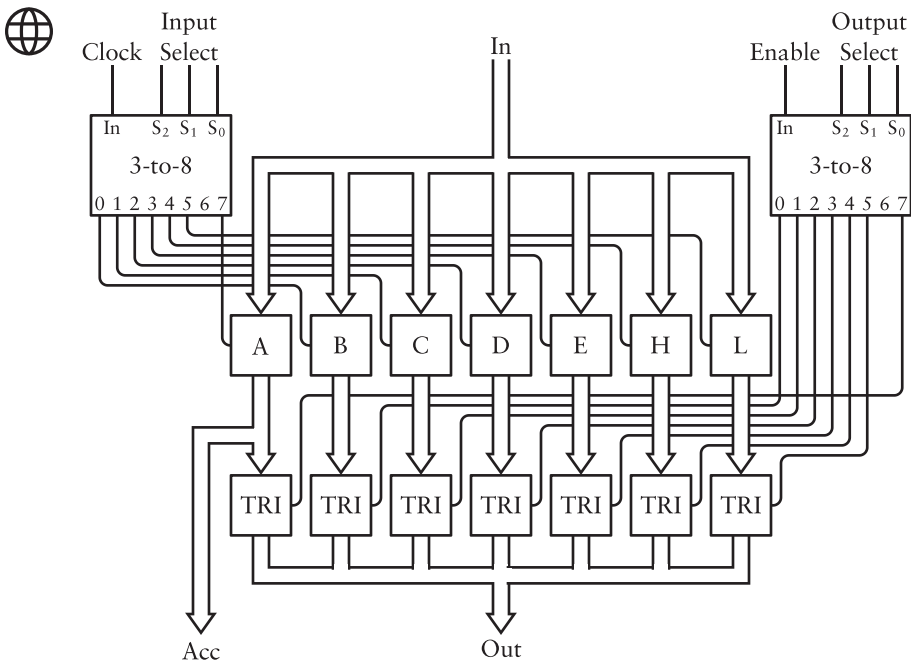 Input Select
Clock
In
Output Select
Enable
In S₂ S₁ S₀
3-to-8
0 1 2 3 4 5 6 7
In S₂ S₁ S₀
3-to-8
0 1 2 3 4 5 6 7
A B C D E H L
TRI TRI TRI TRI TRI TRI TRI
Acc
Out